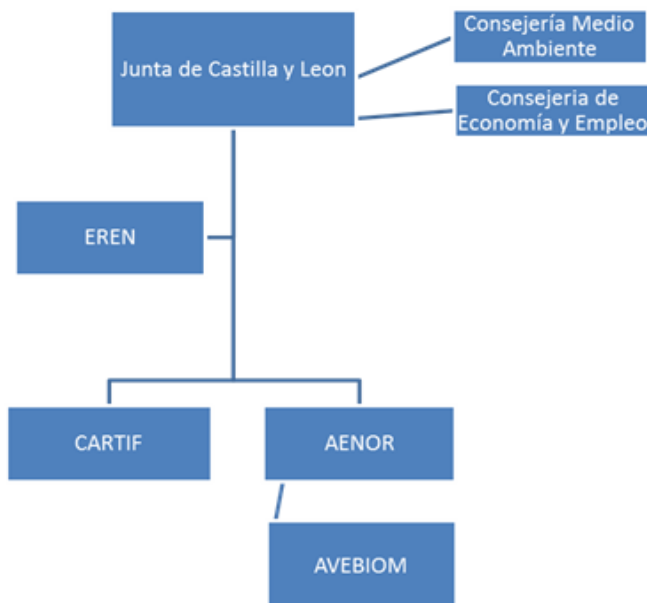 Junta de Castilla y Leon
Consejería Medio
Ambiente
Consejeria de
Economía y Empleo
EREN
CARTIF
AENOR
AVEBIOM